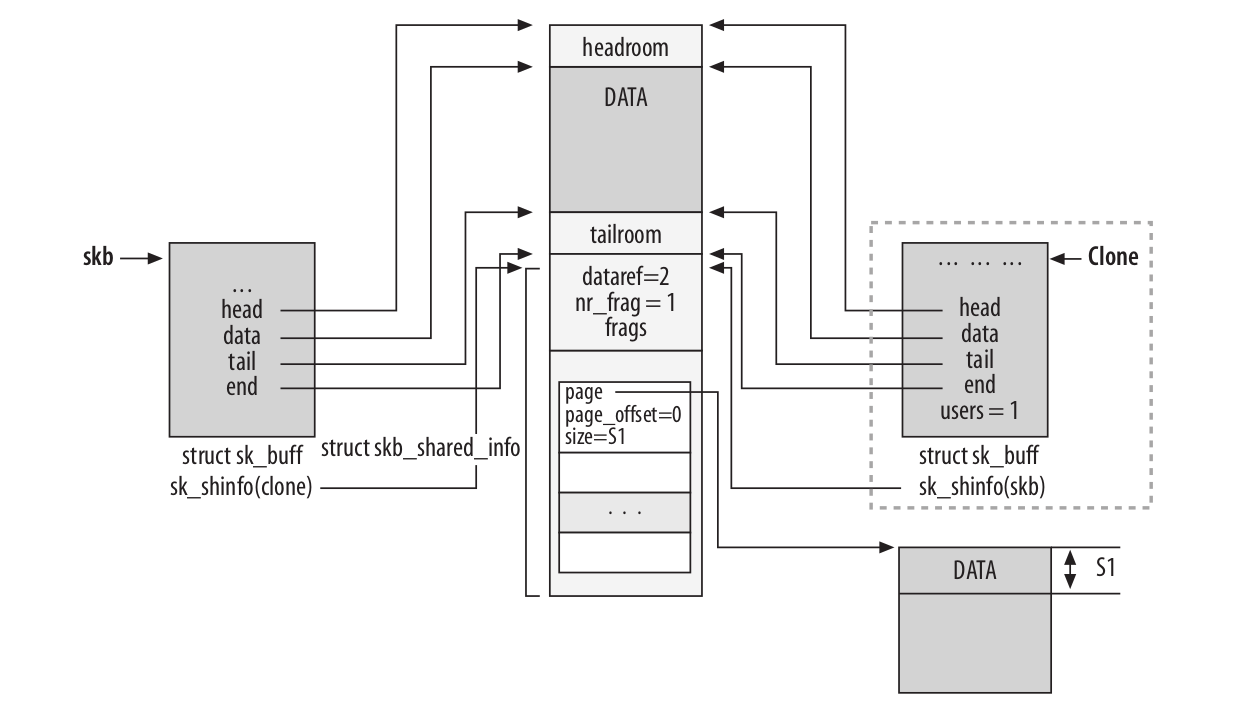 headroom
DATA
tailroom
dataref=2
nr_frag = 1
frags
page
page_offset=0
size=S1
. . .
skb
...
head
data
tail
end
struct sk_buff
sk_shinfo(clone)
struct skb_shared_info
Clone
... ... ...
head
data
tail
end
users = 1
struct sk_buff
sk_shinfo(skb)
DATA
S1